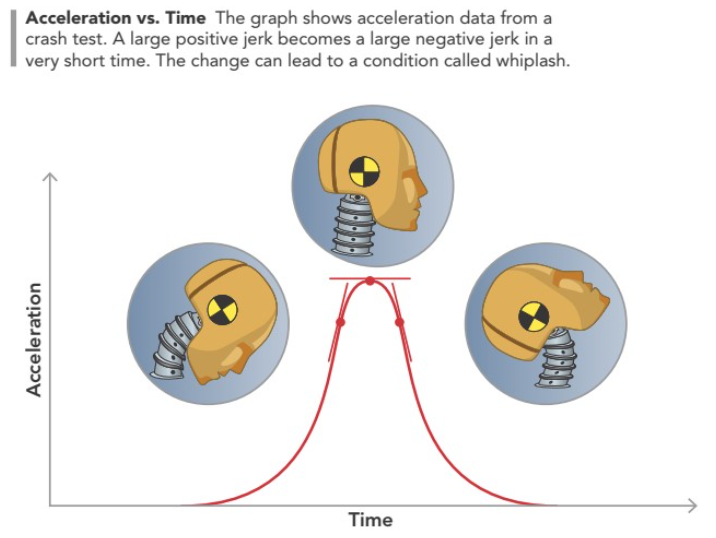 Acceleration vs. Time The graph shows acceleration data from a
crash test. A large positive jerk becomes a large negative jerk in a
very short time. The change can lead to a condition called whiplash.
Acceleration
Time